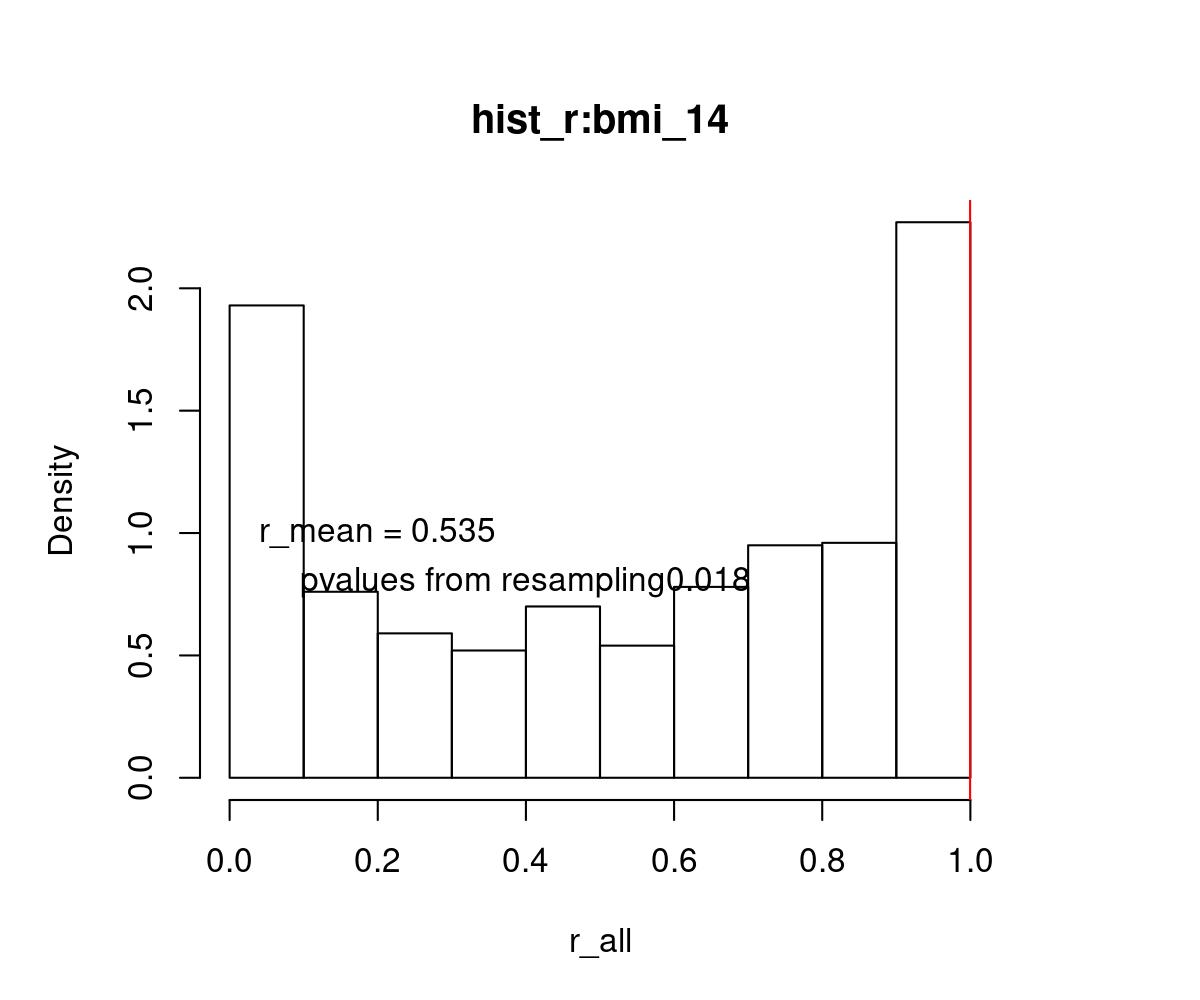 hist_r:bmi_14
Density
2.0
1.5
1.0
0.5
0.0
r_mean = 0.535
pvalues from resampling0.018
0.0 0.2 0.4 0.6 0.8 1.0
r_all